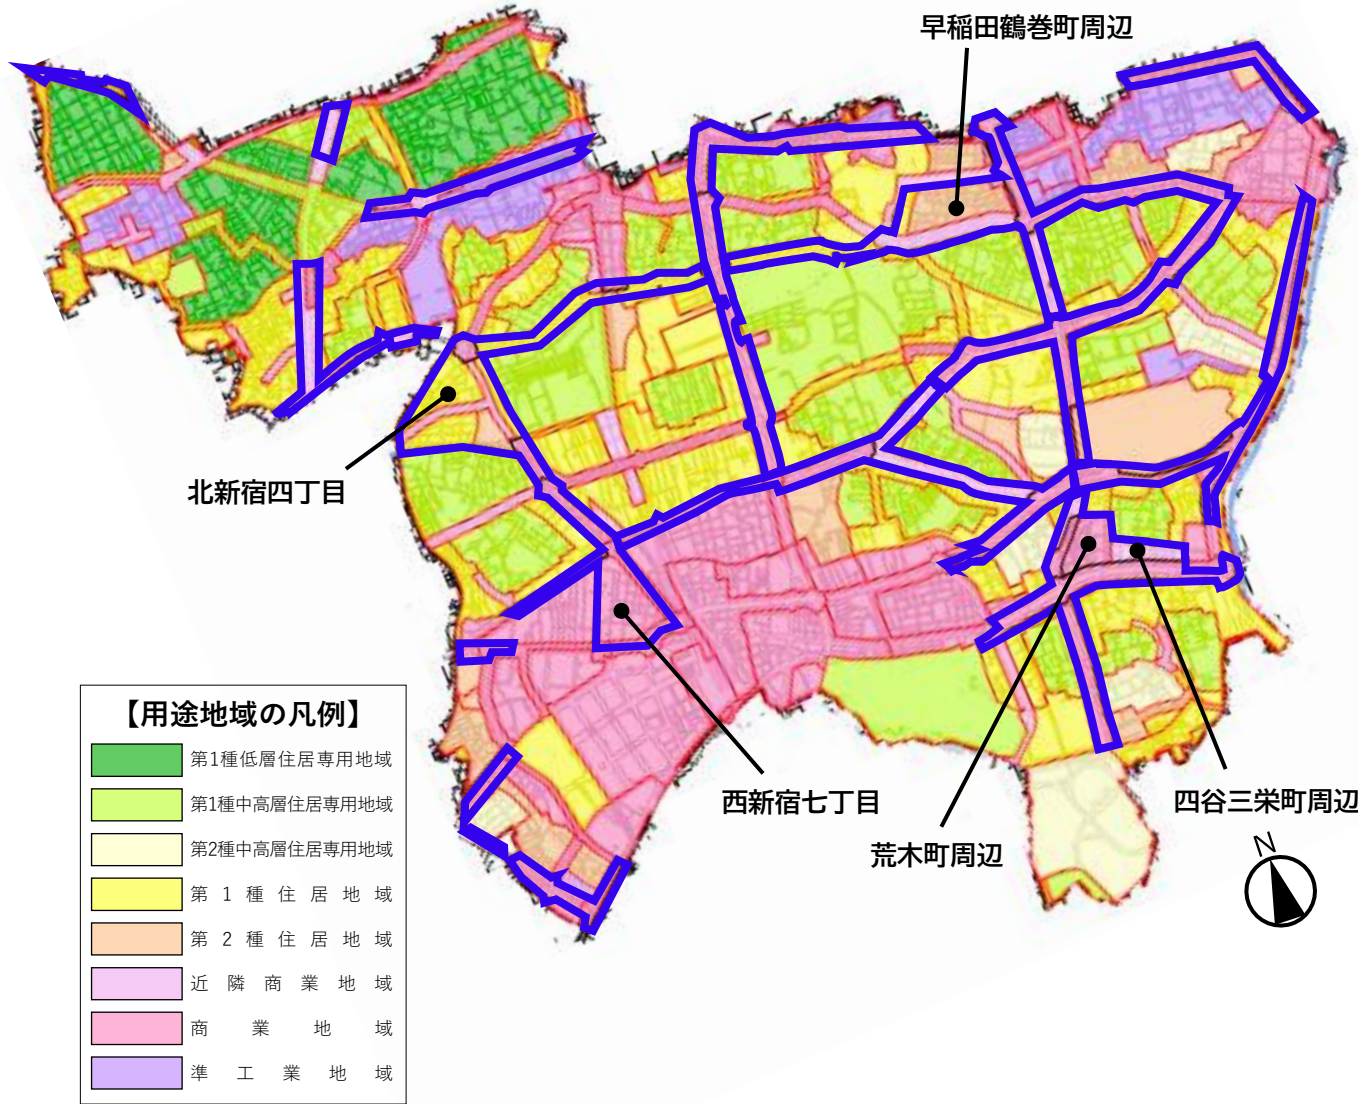 早稲田鶴巻町周辺
北新宿四丁目
西新宿七丁目
四谷三栄町周辺
荒木町周辺
N
【用途地域の凡例】
第1種低層住居専用地域
第1種中高層住居専用地域
第2種中高層住居専用地域
第1種住居地域
第2種住居地域
近隣商業地域
商業地域
準工業地域